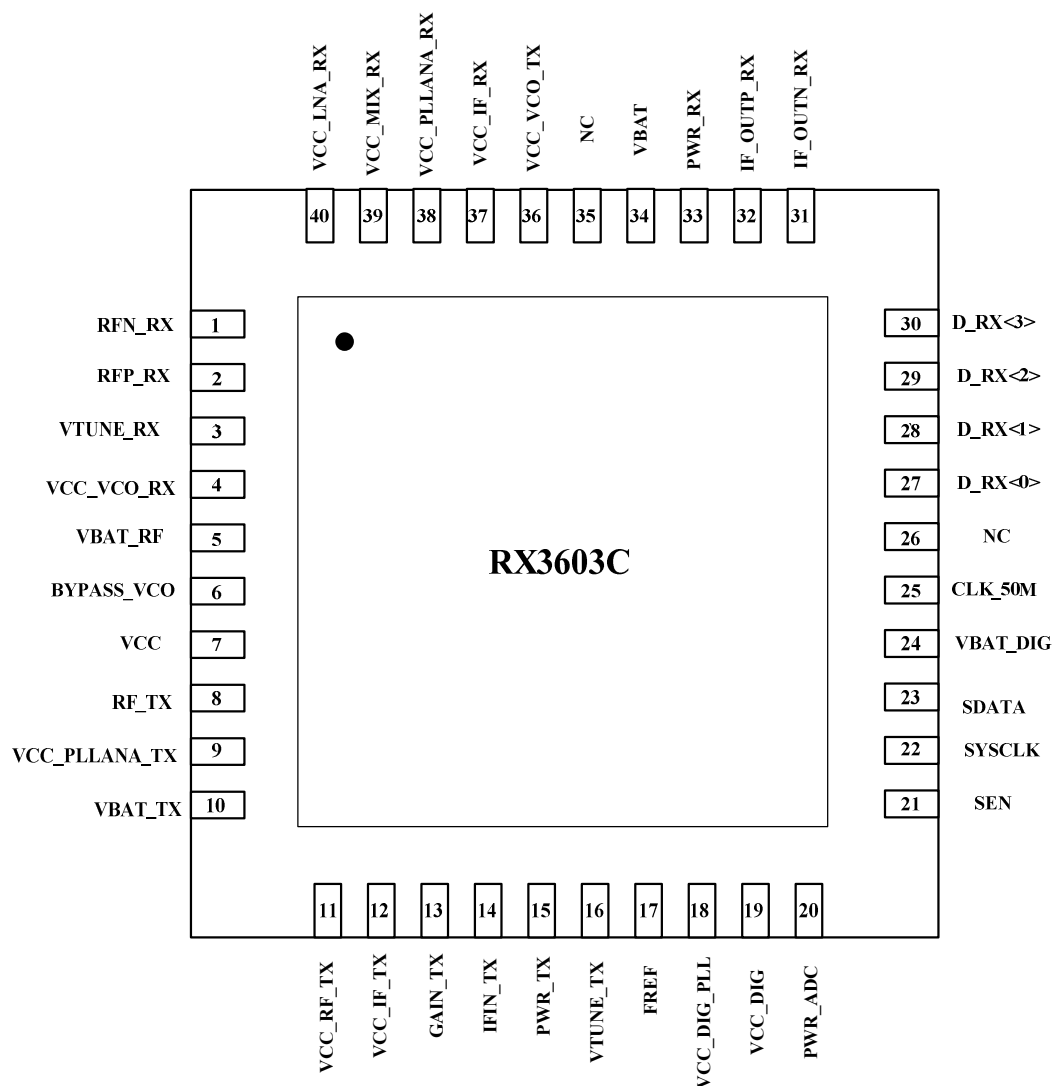 VCC_LNA_RX
VCC_MIX_RX
VCC_PLLANA_RX
VCC_IF_RX
VCC_VCO_TX
NC
VBAT
PWR_RX
IF_OUTP_RX
IF_OUTN_RX
40 39 38 37 36 35 34 33 32 31
RFN_RX 1
RFP_RX 2
VTUNE_RX 3
VCC_VCO_RX 4
VBAT_RF 5
BYPASS_VCO 6
VCC 7
RF_TX 8
VCC_PLLANA_TX 9
VBAT_TX 10
RX3603C
30 D_RX<3>
29 D_RX<2>
28 D_RX<1>
27 D_RX<0>
26 NC
25 CLK_50M
24 VBAT_DIG
23 SDATA
22 SYSCLK
21 SEN
11 12 13 14 15 16 17 18 19 20
VCC_RF_TX
VCC_IF_TX
GAIN_TX
IFIN_TX
PWR_TX
VTUNE_TX
FREF
VCC_DIG_PLL
VCC_DIG
PWR_ADC